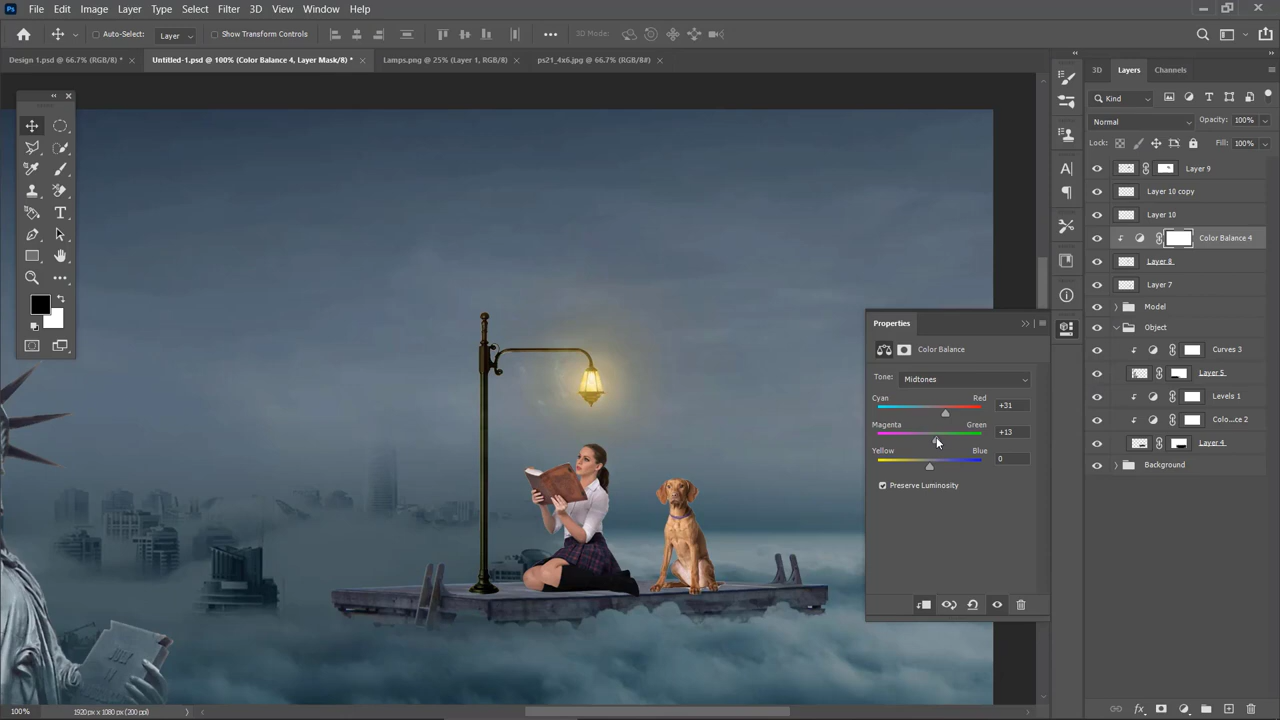 Ps File Edit Image Layer Type Select Filter 3D View Window Help
Auto-Select: Layer Show Transform Controls 3D Mode:
Design 1.psd @ 66.7% (RGB/8) * Untitled-1.psd @ 100% (Color Balance 4, Layer Mask/8) * Lamps.png @ 25% (Layer 1, RGB/8) ps21_4x6.jpg @ 66.7% (RGB/8#)
3D Layers Channels
Kind
Normal Opacity: 100%
Lock: Fill: 100%
Layer 9
Layer 10 copy
Layer 10
Color Balance 4
Layer 8
Layer 7
Model
Object
Curves 3
Layer 5
Levels 1
Colo...ce 2
Layer 4
Background
Properties
Color Balance
Tone: Midtones
Cyan Red +31
Magenta Green +13
Yellow Blue 0
Preserve Luminosity
100% 1920 px x 1080 px (200 ppi)